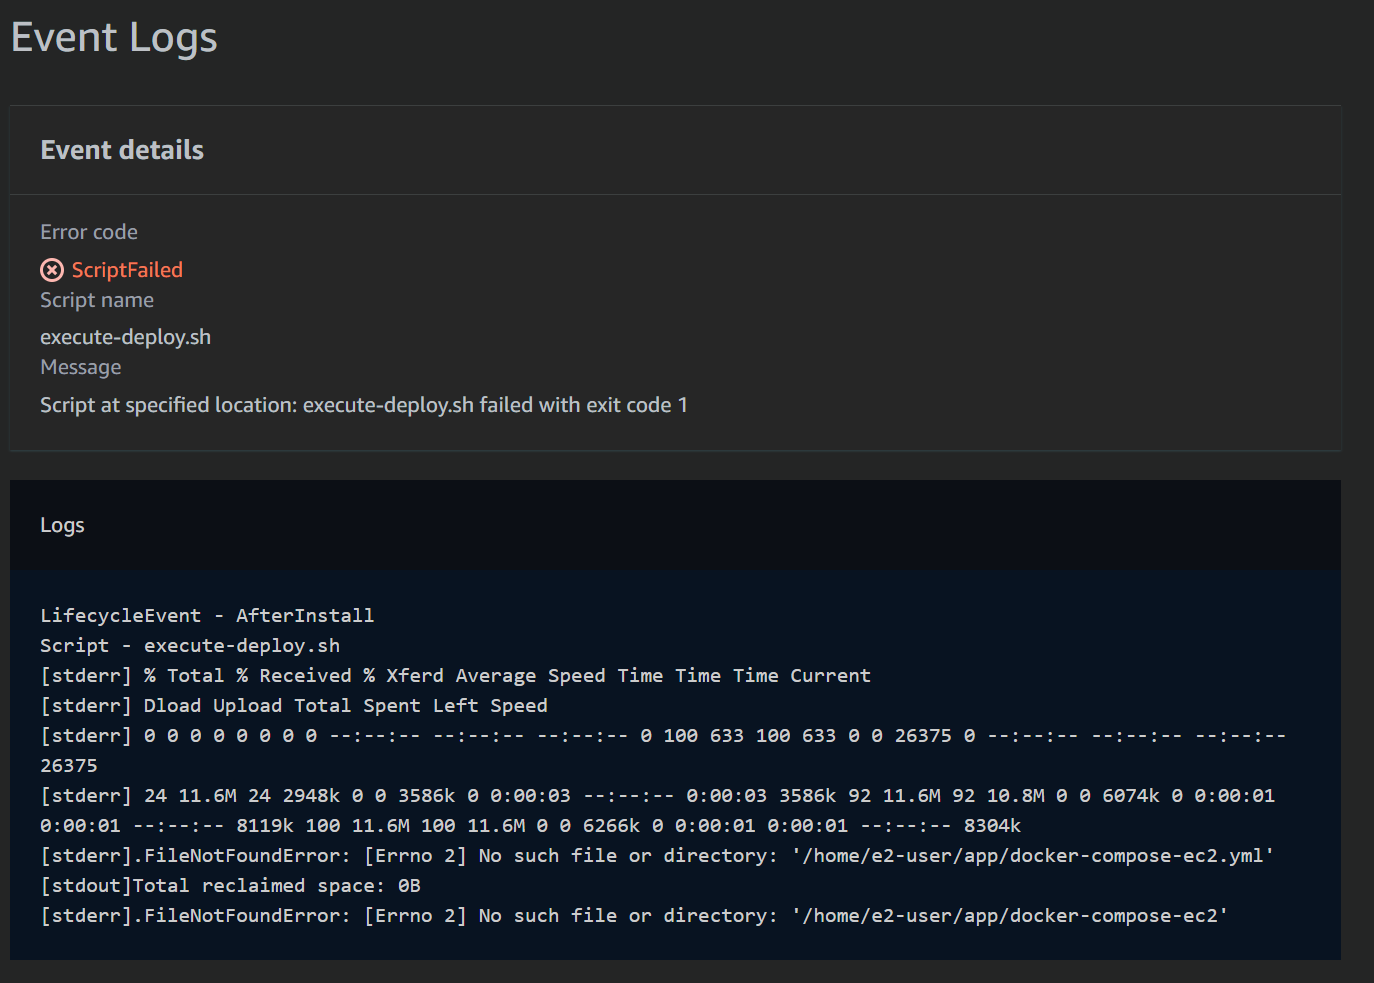 Event Logs
Event details
Error code
ScriptFailed
Script name
execute-deploy.sh
Message
Script at specified location: execute-deploy.sh failed with exit code 1
Logs
LifecycleEvent - AfterInstall
Script - execute-deploy.sh
[stderr] % Total % Received % Xferd Average Speed Time Time Time Current
[stderr] Dload Upload Total Spent Left Speed
[stderr] 0 0 0 0 0 0 0 0 --:--:-- --:--:-- --:--:-- 0 100 633 100 633 0 0 26375 0 --:--:-- --:--:-- --:--:--
26375
[stderr] 24 11.6M 24 2948k 0 0 3586k 0 0:00:03 --:--:-- 0:00:03 3586k 92 11.6M 92 10.8M 0 0 6074k 0 0:00:01
0:00:01 --:--:-- 8119k 100 11.6M 100 11.6M 0 0 6266k 0 0:00:01 0:00:01 --:--:-- 8304k
[stderr].FileNotFoundError: [Errno 2] No such file or directory: '/home/e2-user/app/docker-compose-ec2.yml'
[stdout]Total reclaimed space: 0B
[stderr].FileNotFoundError: [Errno 2] No such file or directory: '/home/e2-user/app/docker-compose-ec2'